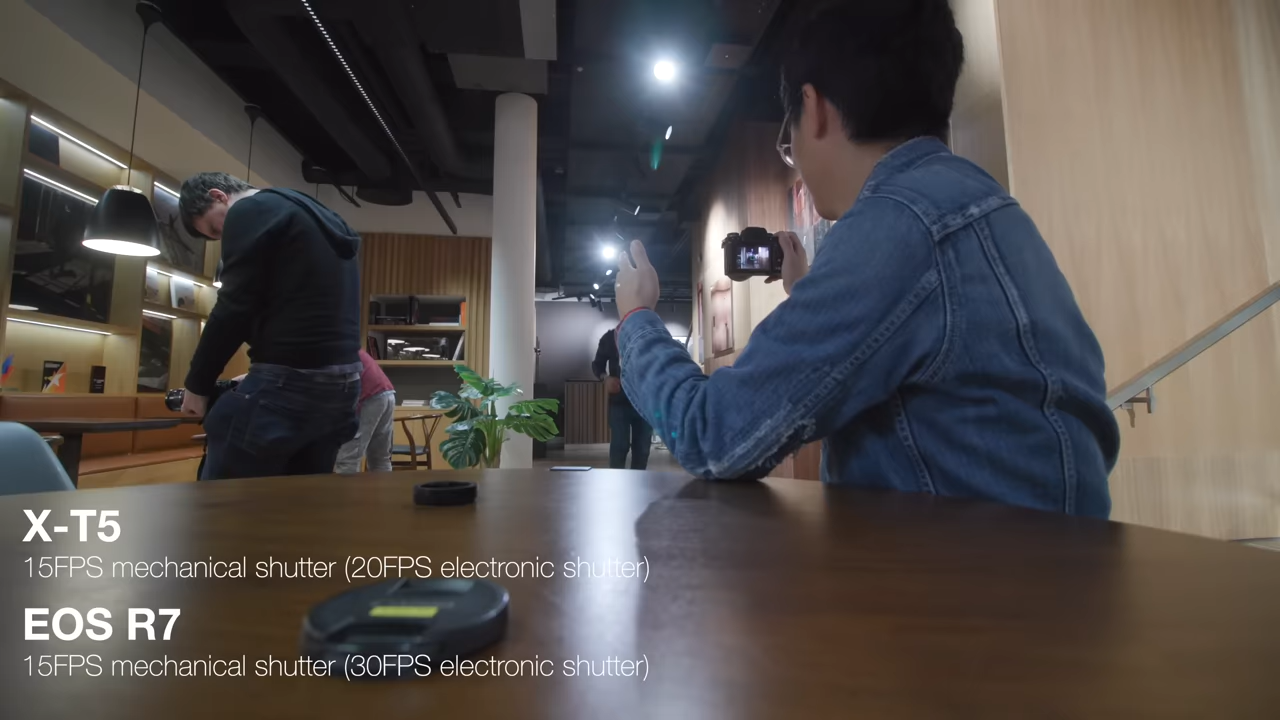 X-T5
15FPS mechanical shutter (20FPS electronic shutter)
EOS R7
15FPS mechanical shutter (30FPS electronic shutter)